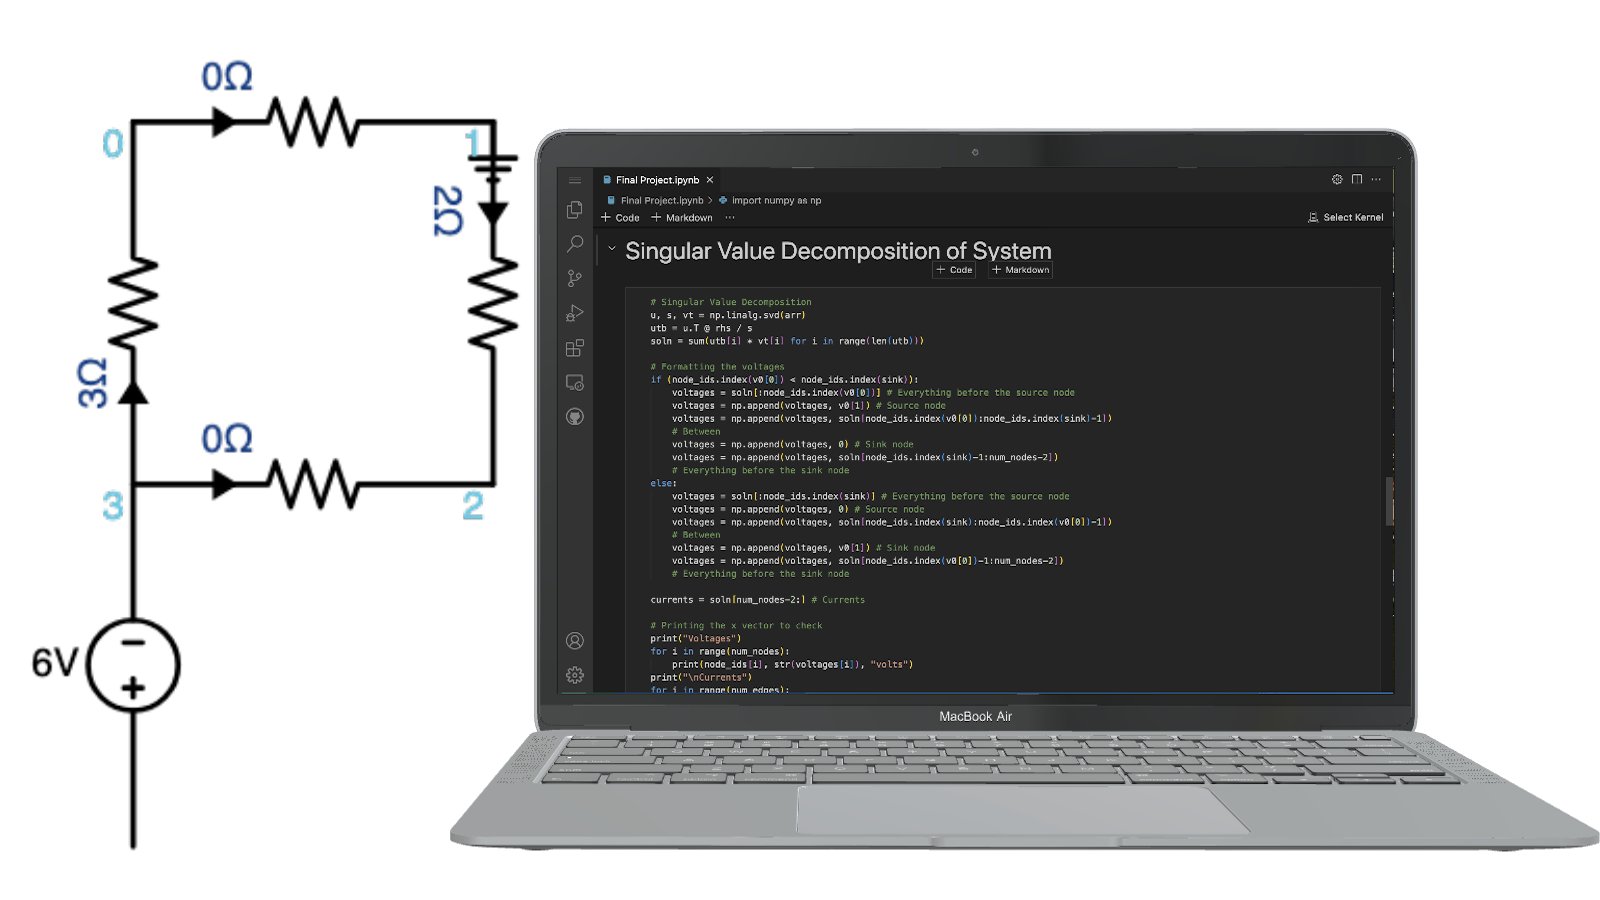 0Ω
0
1
2Ω
3Ω
0Ω
3
2
6V
−
+
Final Project.ipynb ×
Final Project.ipynb > import numpy as np
+ Code + Markdown ···
Select Kernel
Singular Value Decomposition of System
+ Code + Markdown
# Singular Value Decomposition
u, s, vt = np.linalg.svd(arr)
utb = u.T @ rhs / s
soln = sum(utb[i] * vt[i] for i in range(len(utb)))
# Formatting the voltages
if (node_ids.index(v0[0]) < node_ids.index(sink)):
voltages = soln[:node_ids.index(v0[0])] # Everything before the source node
voltages = np.append(voltages, v0[1]) # Source node
voltages = np.append(voltages, soln[node_ids.index(v0[0]):node_ids.index(sink)-1])
# Between
voltages = np.append(voltages, 0) # Sink node
voltages = np.append(voltages, soln[node_ids.index(sink)-1:num_nodes-2])
# Everything before the sink node
else:
voltages = soln[:node_ids.index(sink)] # Everything before the source node
voltages = np.append(voltages, 0) # Source node
voltages = np.append(voltages, soln[node_ids.index(sink):node_ids.index(v0[0])-1])
# Between
voltages = np.append(voltages, v0[1]) # Sink node
voltages = np.append(voltages, soln[node_ids.index(v0[0])-1:num_nodes-2])
# Everything before the sink node
currents = soln[num_nodes-2:] # Currents
# Printing the x vector to check
print("Voltages")
for i in range(num_nodes):
print(node_ids[i], str(voltages[i]), "volts")
print("\nCurrents")
for i in range(num_edges):
MacBook Air